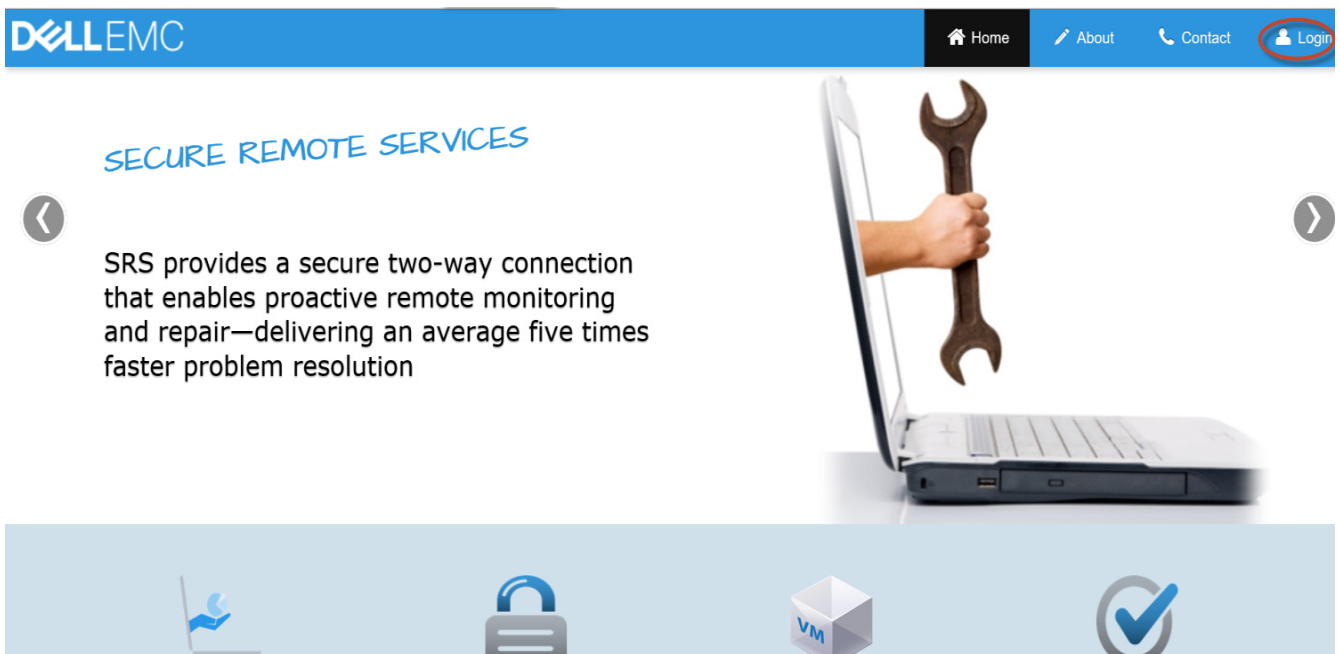 DELLEMC
Home
About
Contact
Login
SECURE REMOTE SERVICES
SRS provides a secure two-way connection
that enables proactive remote monitoring
and repair—delivering an average five times
faster problem resolution
VM